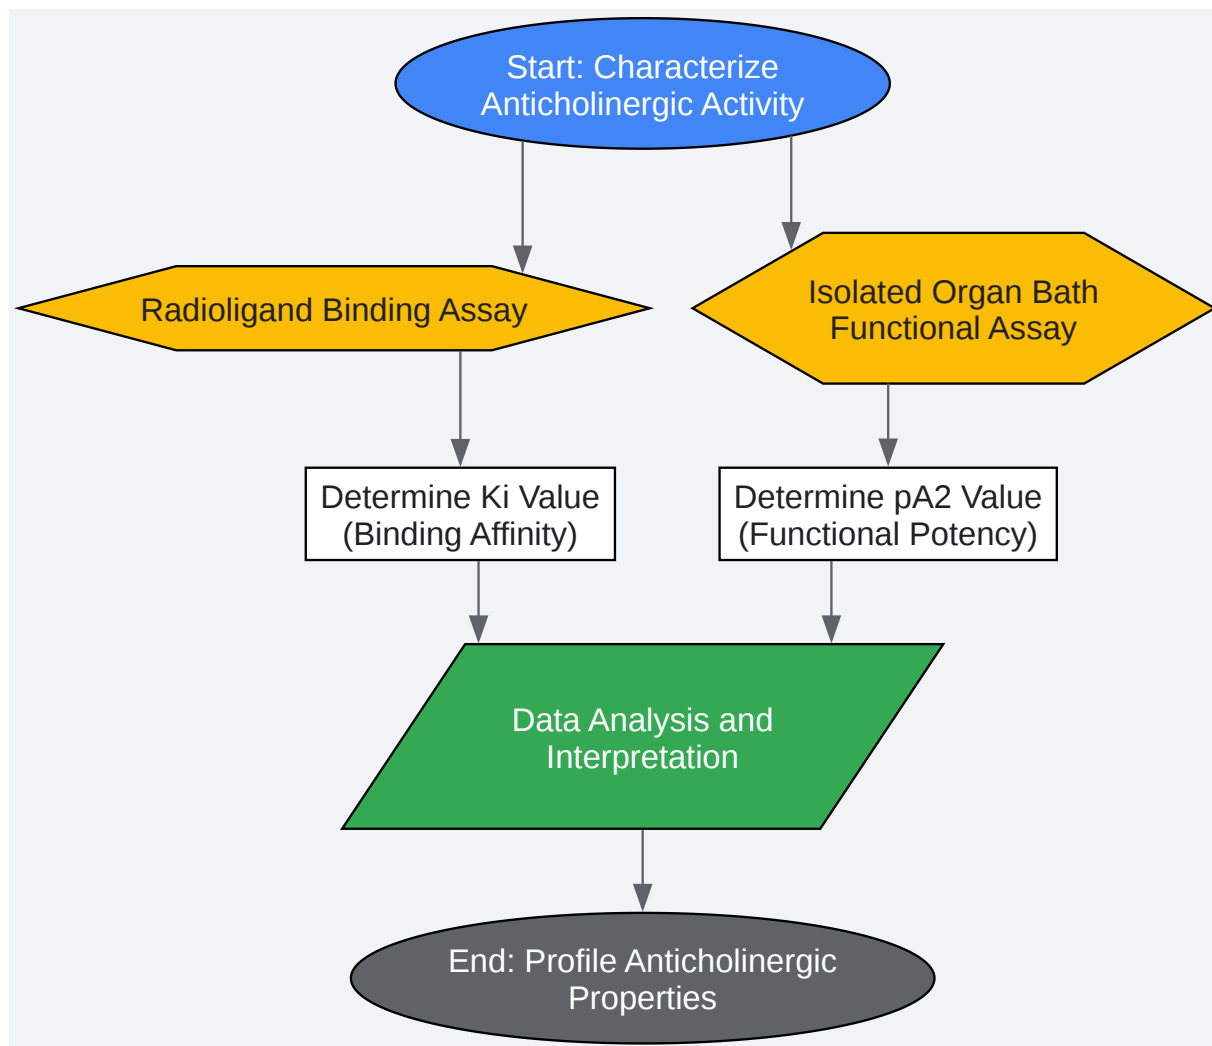 Start: Characterize
Anticholinergic Activity
Radioligand Binding Assay
Isolated Organ Bath
Functional Assay
Determine Ki Value
(Binding Affinity)
Determine pA2 Value
(Functional Potency)
Data Analysis and
Interpretation
End: Profile Anticholinergic
Properties